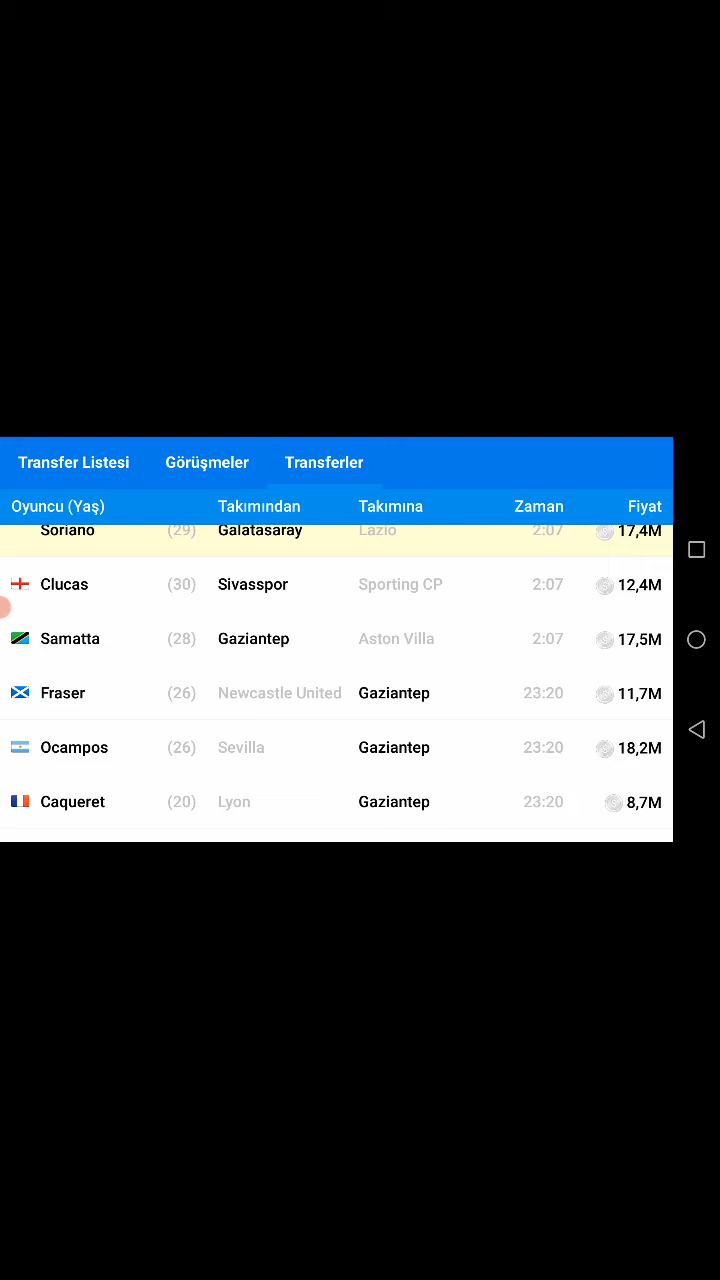 Transfer Listesi Görüşmeler Transferler
Oyuncu (Yaş) Takımından Takımına Zaman Fiyat
Soriano (29) Galatasaray Lazio 2:07 17,4M
Clucas (30) Sivasspor Sporting CP 2:07 12,4M
Samatta (28) Gaziantep Aston Villa 2:07 17,5M
Fraser (26) Newcastle United Gaziantep 23:20 11,7M
Ocampos (26) Sevilla Gaziantep 23:20 18,2M
Caqueret (20) Lyon Gaziantep 23:20 8,7M